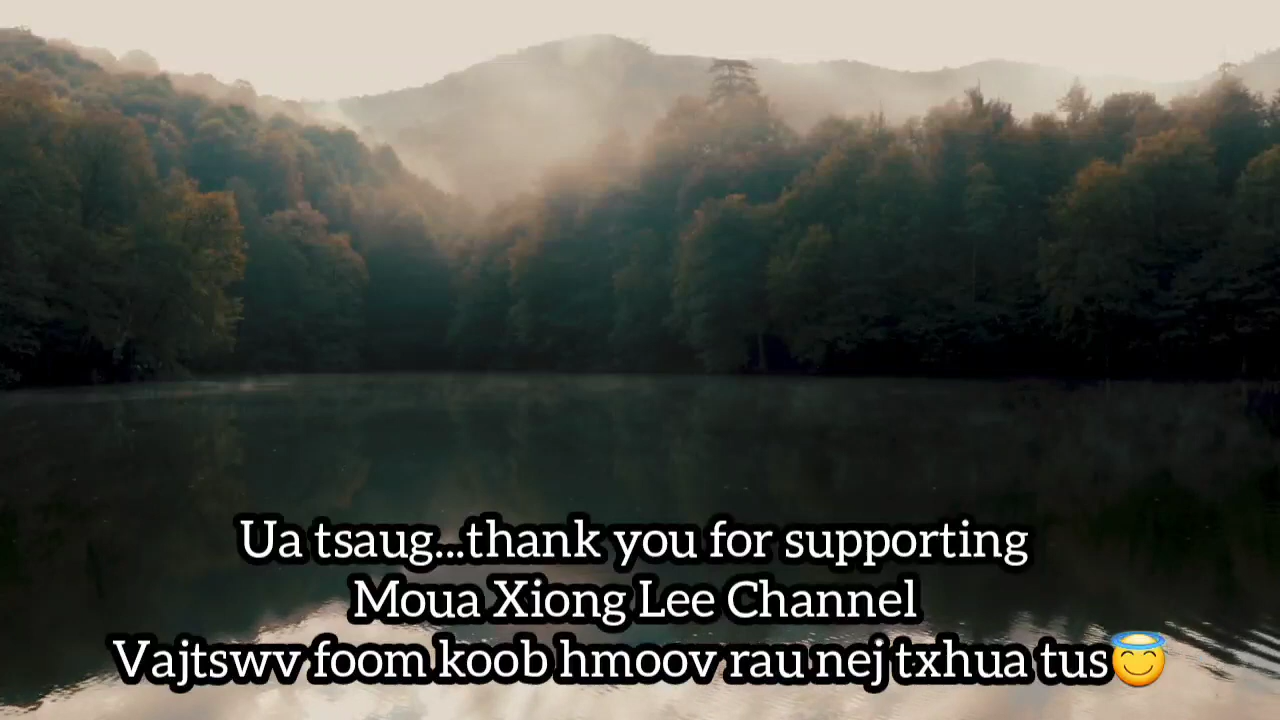 Ua tsaug...thank you for supporting
Moua Xiong Lee Channel
Vajtswv foom koob hmoov rau nej txhua tus😇